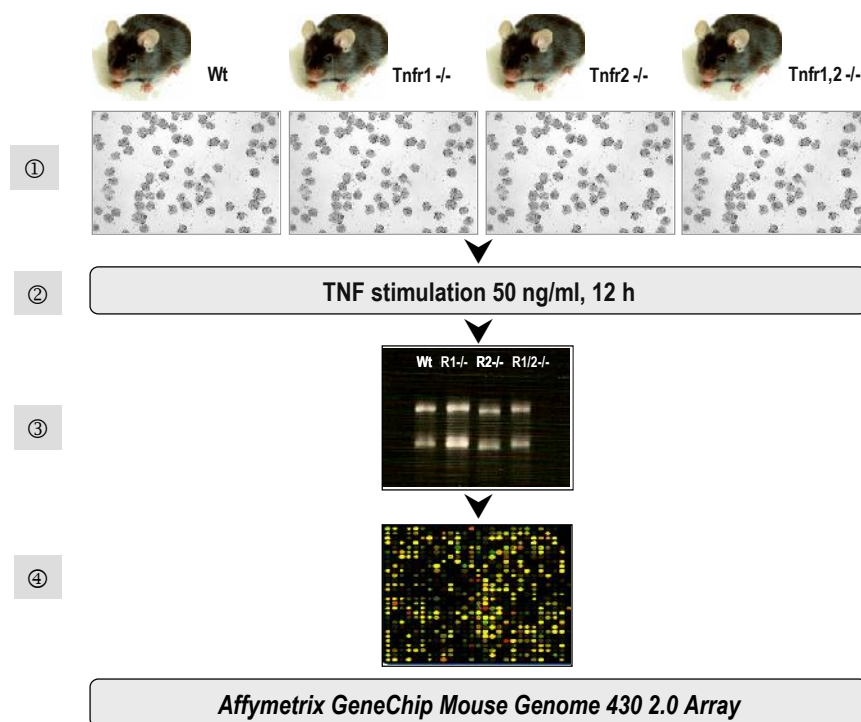 Wt
Tnfr1 -/-
Tnfr2 -/-
Tnfr1,2 -/-
①
②
TNF stimulation 50 ng/ml, 12 h
Wt R1-/- R2-/- R1/2-/-
③
④
Affymetrix GeneChip Mouse Genome 430 2.0 Array